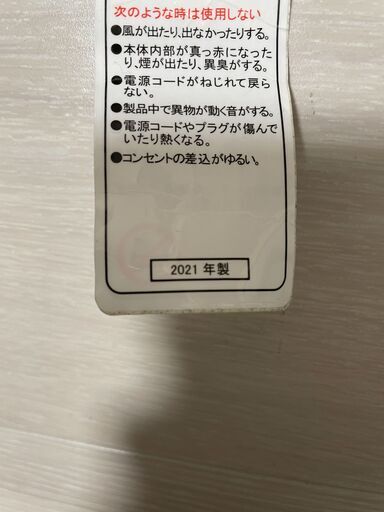 次のような時は使用しない
●風が出たり、出なかったりする。
●本体内部が真っ赤になった
り、煙が出たり、異臭がする。
●電源コードがねじれて戻ら
ない。
●製品中で異物が動く音がする。
●電源コードやプラグが傷んで
いたり熱くなる。
●コンセントの差込がゆるい。
2021 年製